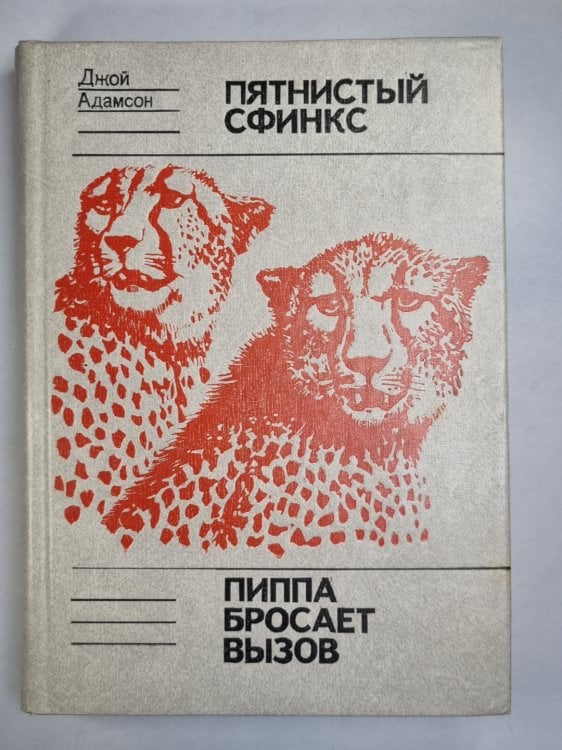 Джой
Адамсон
ПЯТНИСТЫЙ
СФИНКС
ПИППА
БРОСАЕТ
ВЫЗОВ